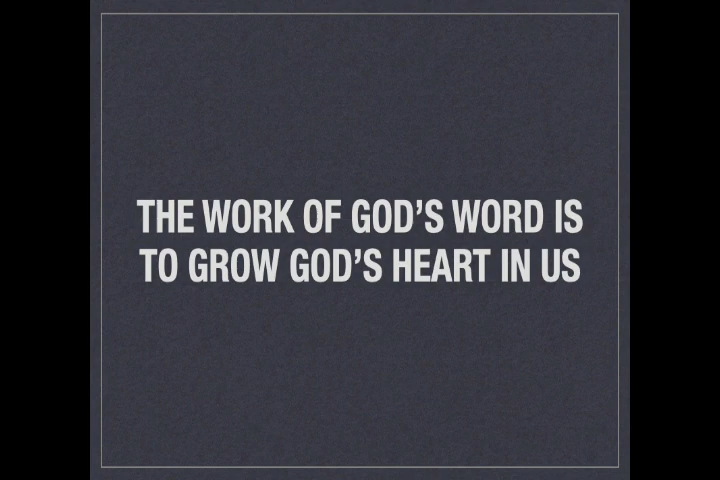 THE WORK OF GOD’S WORD IS
TO GROW GOD’S HEART IN US